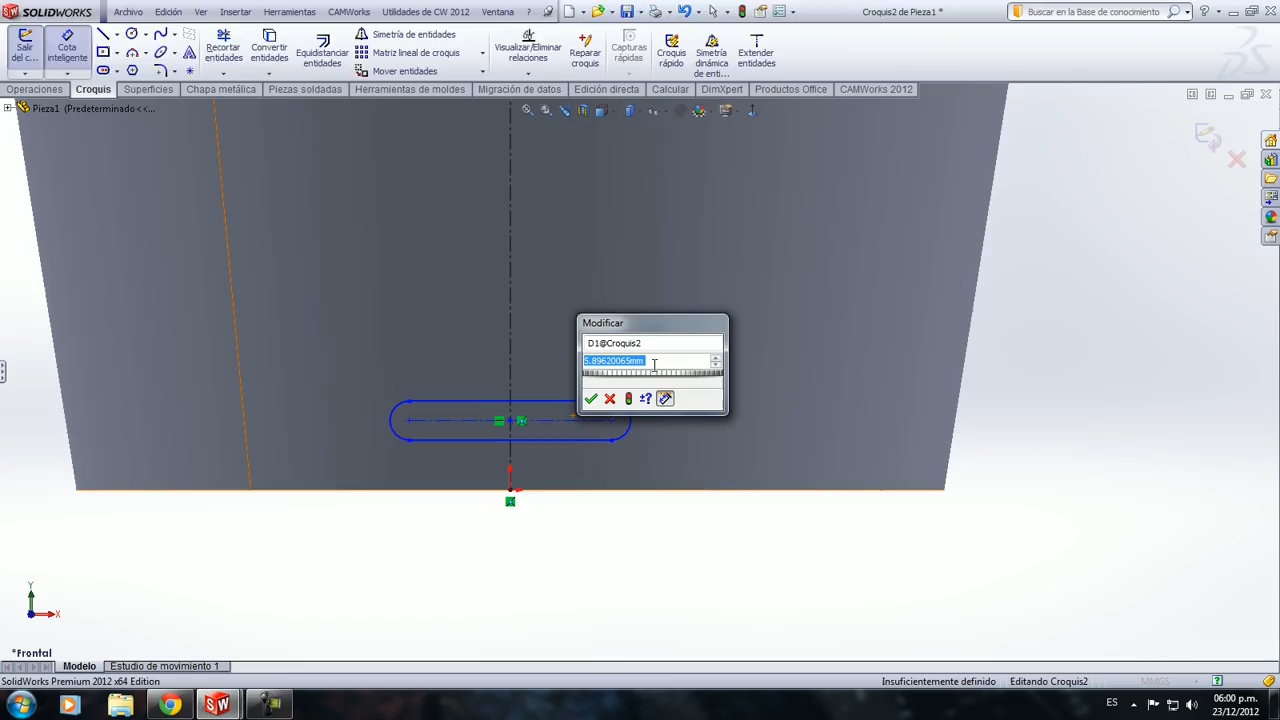 SOLIDWORKS
Archivo Edición Ver Insertar Herramientas CAMWorks Utilidades de CW 2012 Ventana ?
Croquis2 de Pieza1 *
Buscar en la Base de conocimiento
?
Salir del c...
Cota inteligente
Recortar entidades
Convertir entidades
Equidistanciar entidades
Simetría de entidades
Matriz lineal de croquis
Mover entidades
Visualizar/Eliminar relaciones
Reparar croquis
Capturas rápidas
Croquis rápido
Simetría dinámica de enti...
Extender entidades
Operaciones Croquis Superficies Chapa metálica Piezas soldadas Herramientas de moldes Migración de datos Edición directa Calcular DimXpert Productos Office CAMWorks 2012
Pieza1 (Predeterminado<<...
Modificar
D1@Croquis2
5.89620065mm
±?
Y
X
*Frontal
Modelo Estudio de movimiento 1
SolidWorks Premium 2012 x64 Edition
Insuficientemente definido Editando Croquis2 MMGS ?
ES
06:00 p.m.
23/12/2012